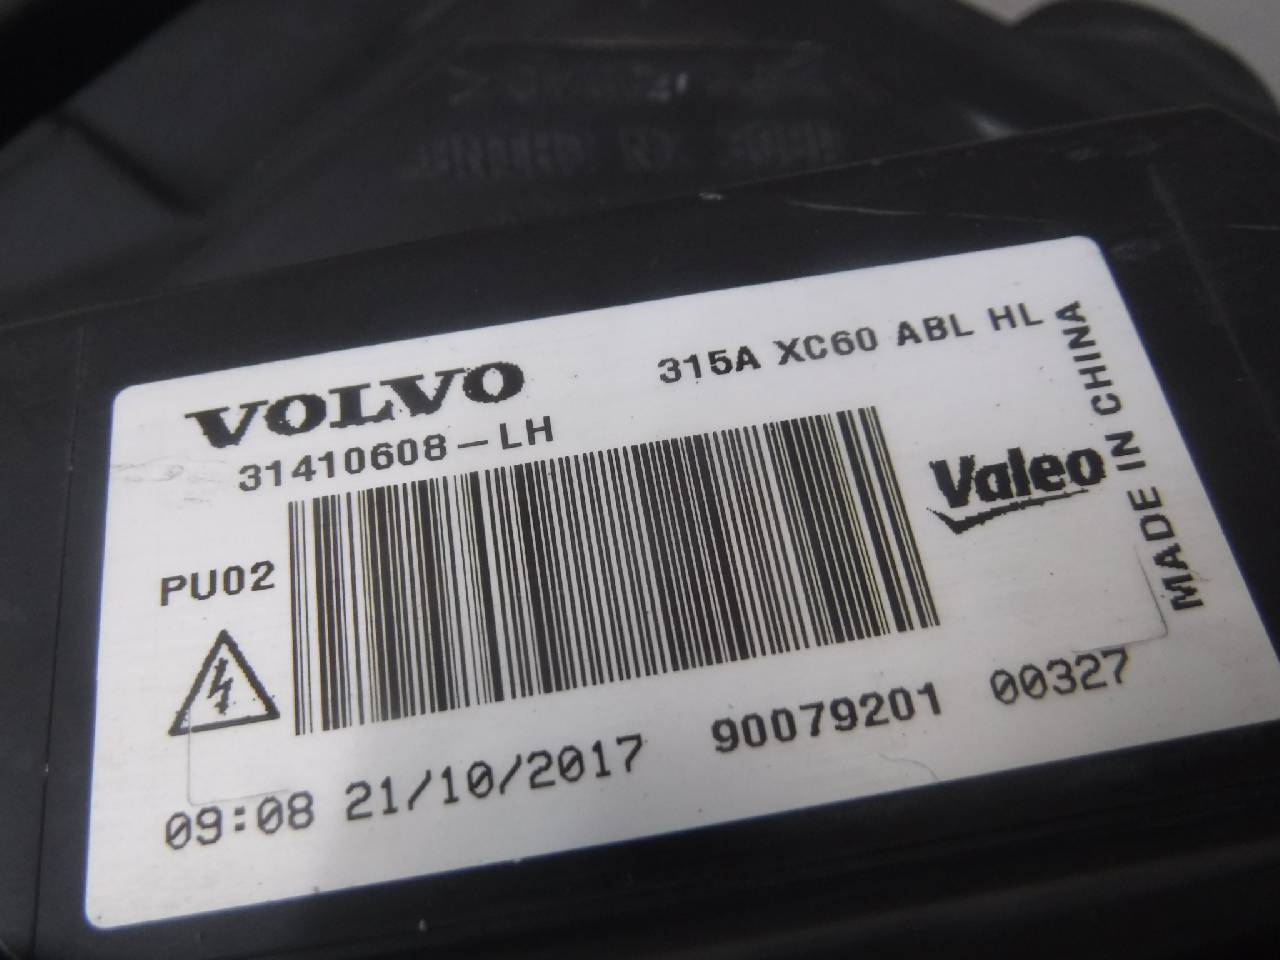 VOLVO
315A XC60 ABL HL
31410608-LH
Valeo
MADE IN CHINA
PU02
90079201 00327
09:08 21/10/2017